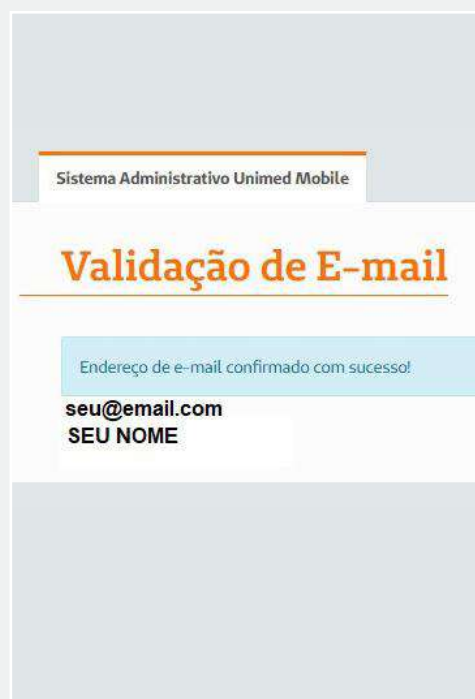 Sistema Administrativo Unimed Mobile
Validação de E-mail
Endereço de e-mail confirmado com sucesso!
seu@email.com
SEU NOME